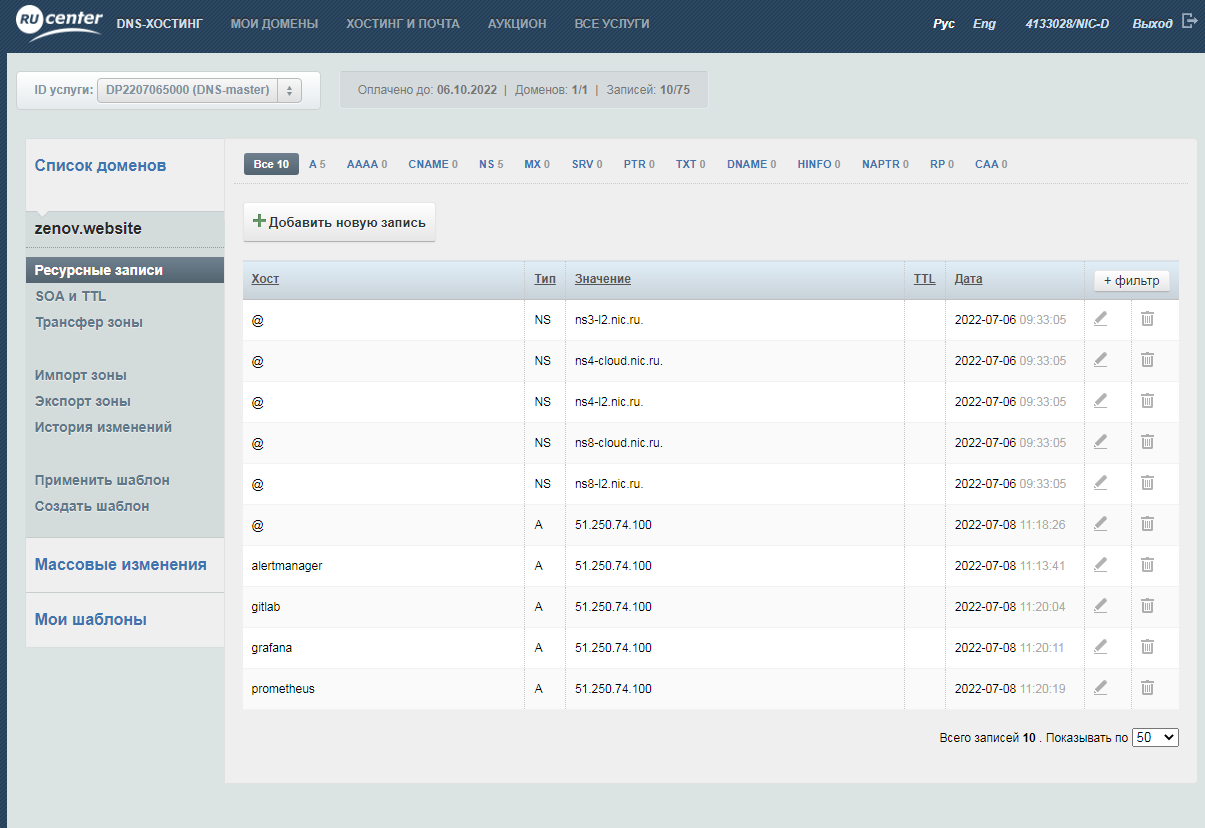 RU center DNS-ХОСТИНГ МОИ ДОМЕНЫ ХОСТИНГ И ПОЧТА АУКЦИОН ВСЕ УСЛУГИ Рус Eng 4133028/NIC-D Выход
ID услуги: DP2207065000 (DNS-master) Оплачено до: 06.10.2022 | Доменов: 1/1 | Записей: 10/75
Список доменов
zenov.website
Ресурсные записи
SOA и TTL
Трансфер зоны
Импорт зоны
Экспорт зоны
История изменений
Применить шаблон
Создать шаблон
Массовые изменения
Мои шаблоны
Все 10 A 5 AAAA 0 CNAME 0 NS 5 MX 0 SRV 0 PTR 0 TXT 0 DNAME 0 HINFO 0 NAPTR 0 RP 0 CAA 0
+ Добавить новую запись
Хост Тип Значение TTL Дата + фильтр
@ NS ns3-l2.nic.ru. 2022-07-06 09:33:05
@ NS ns4-cloud.nic.ru. 2022-07-06 09:33:05
@ NS ns4-l2.nic.ru. 2022-07-06 09:33:05
@ NS ns8-cloud.nic.ru. 2022-07-06 09:33:05
@ NS ns8-l2.nic.ru. 2022-07-06 09:33:05
@ A 51.250.74.100 2022-07-08 11:18:26
alertmanager A 51.250.74.100 2022-07-08 11:13:41
gitlab A 51.250.74.100 2022-07-08 11:20:04
grafana A 51.250.74.100 2022-07-08 11:20:11
prometheus A 51.250.74.100 2022-07-08 11:20:19
Всего записей 10 . Показывать по 50